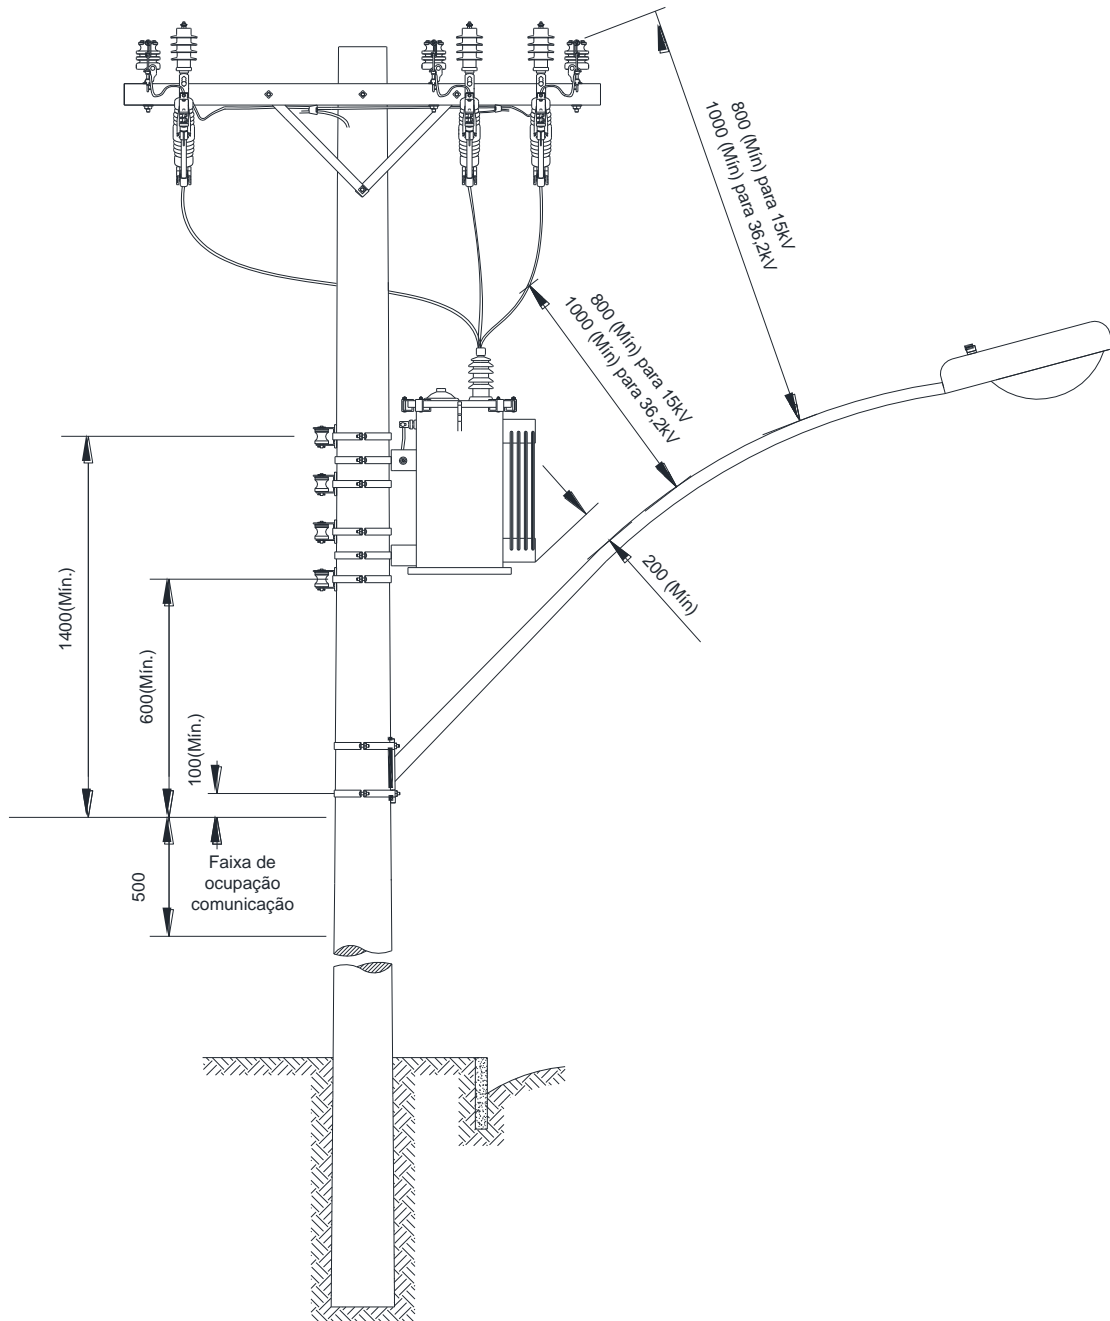 800 (Mín) para 15kV
1000 (Mín) para 36,2kV
800 (Mín) para 15kV
1000 (Mín) para 36,2kV
200 (Mín)
1400(Mín.)
600(Mín.)
100(Mín.)
500
Faixa de
ocupação
comunicação